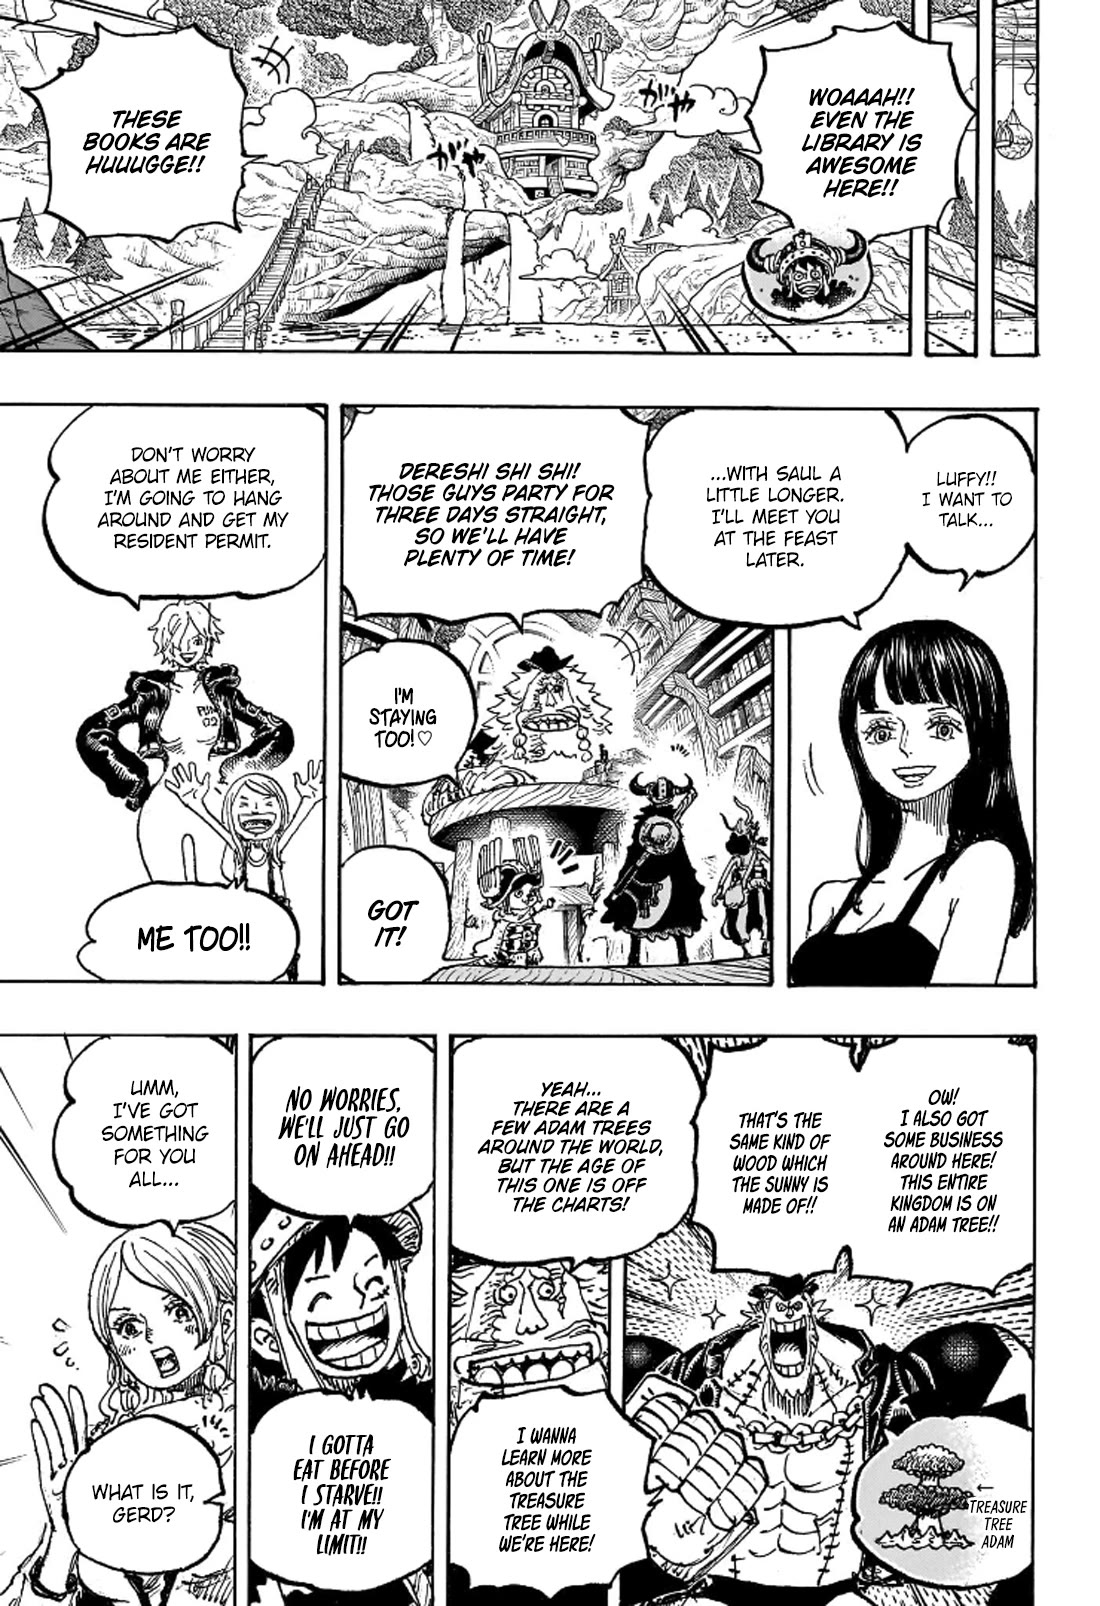 WOAAAH!!
EVEN THE
LIBRARY IS
AWESOME
HERE!!
ガヤ
ガヤ
THESE
BOOKS ARE
HUUUGGE!!
LUFFY!!
I WANT TO
TALK...
...WITH SAUL A
LITTLE LONGER.
I'LL MEET YOU
AT THE FEAST
LATER.
DERESHI SHI SHI!
THOSE GUYS PARTY FOR
THREE DAYS STRAIGHT,
SO WE'LL HAVE
PLENTY OF TIME!
I'M
STAYING
TOO!♡
GOT
IT!
DON'T WORRY
ABOUT ME EITHER,
I'M GOING TO HANG
AROUND AND GET MY
RESIDENT PERMIT.
PUNK
02
ME TOO!!
OW!
I ALSO GOT
SOME BUSINESS
AROUND HERE!
THIS ENTIRE
KINGDOM IS ON
AN ADAM TREE!!
THAT'S THE
SAME KIND OF
WOOD WHICH
THE SUNNY IS
MADE OF!!
←
TREASURE
TREE
ADAM
YEAH...
THERE ARE A
FEW ADAM TREES
AROUND THE WORLD,
BUT THE AGE OF
THIS ONE IS OFF
THE CHARTS!
I WANNA
LEARN MORE
ABOUT THE
TREASURE
TREE WHILE
WE'RE HERE!
NO WORRIES,
WE'LL JUST GO
ON AHEAD!!
I GOTTA
EAT BEFORE
I STARVE!!
I'M AT MY
LIMIT!!
UMM,
I'VE GOT
SOMETHING
FOR YOU
ALL...
WHAT IS IT,
GERD?